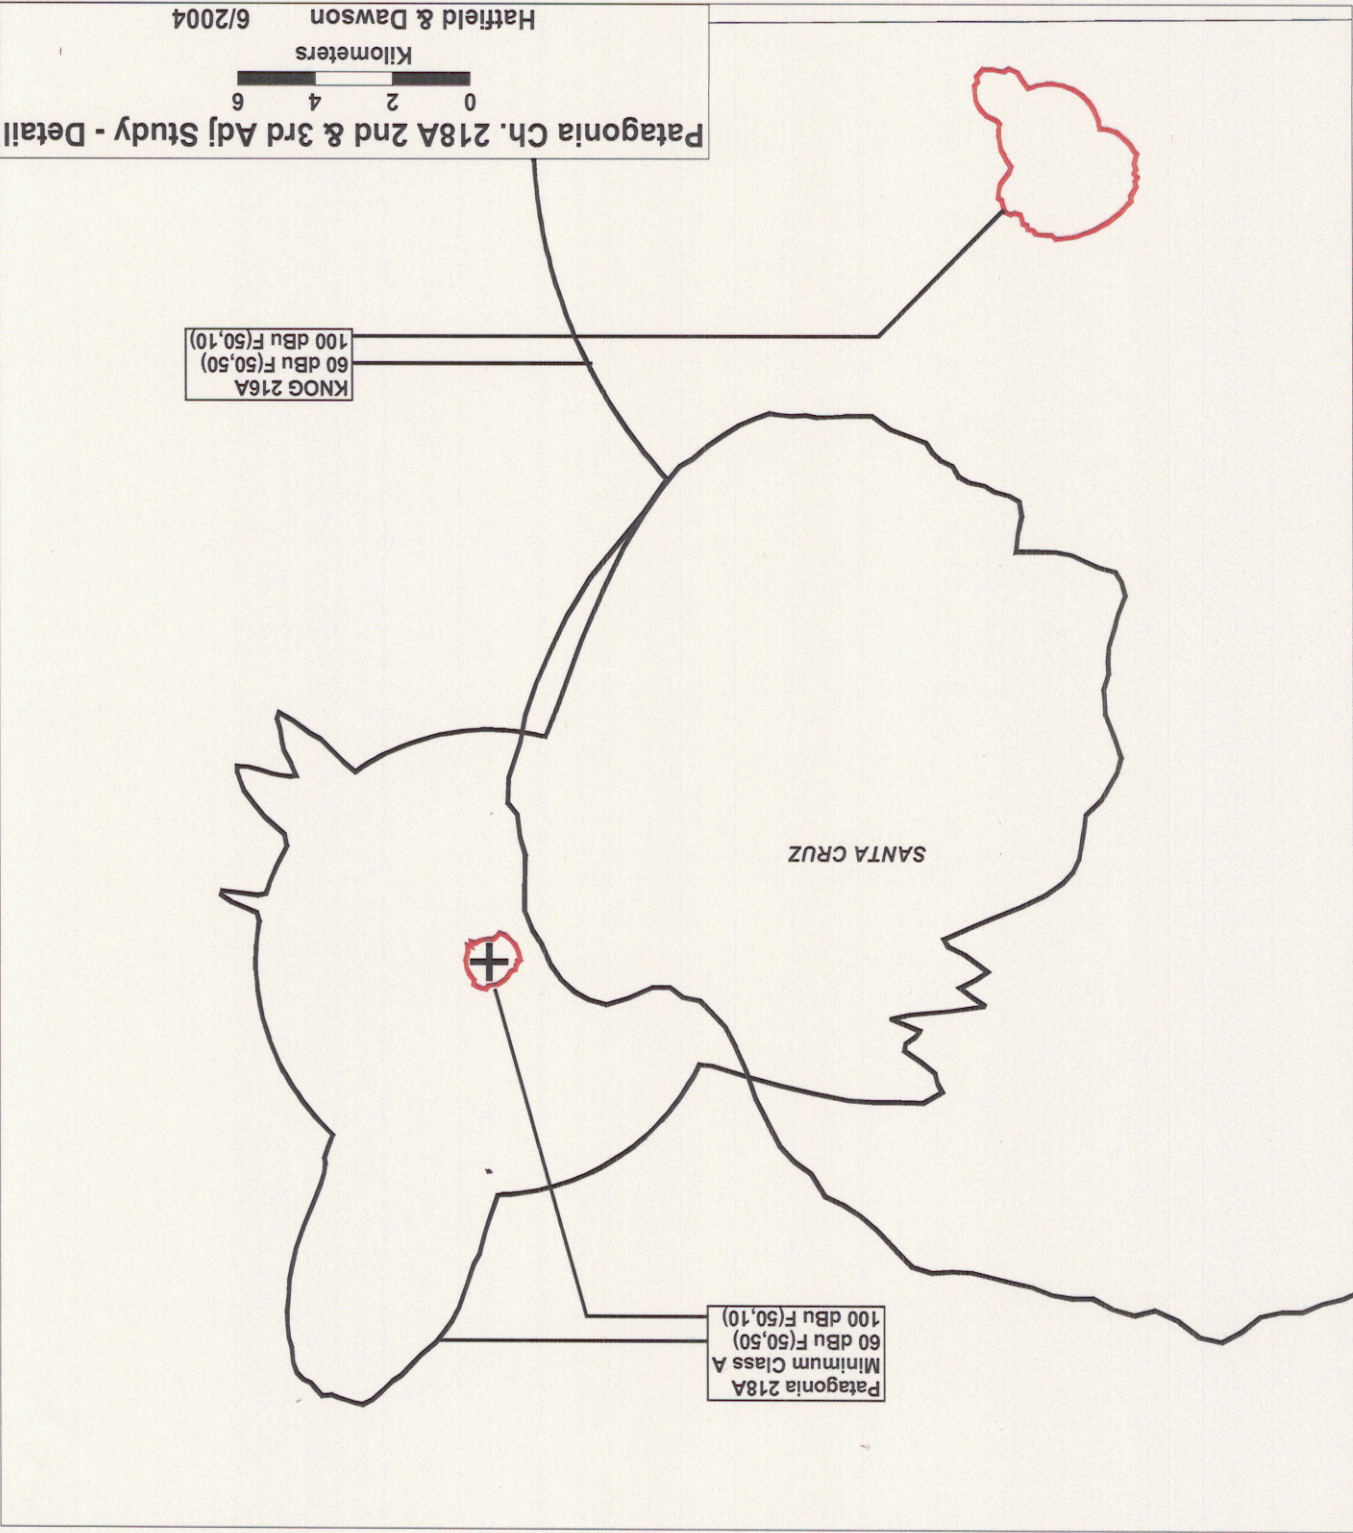 Patagonia 218A
Minimum Class A
60 dBu F(50,50)
100 dBu F(50,10)
SANTA CRUZ
KNOG 216A
60 dBu F(50,50)
100 dBu F(50,10)
Patagonia Ch. 218A 2nd & 3rd Adj Study - Detail
0 2 4 6
Kilometers
Hatfield & Dawson 6/2004